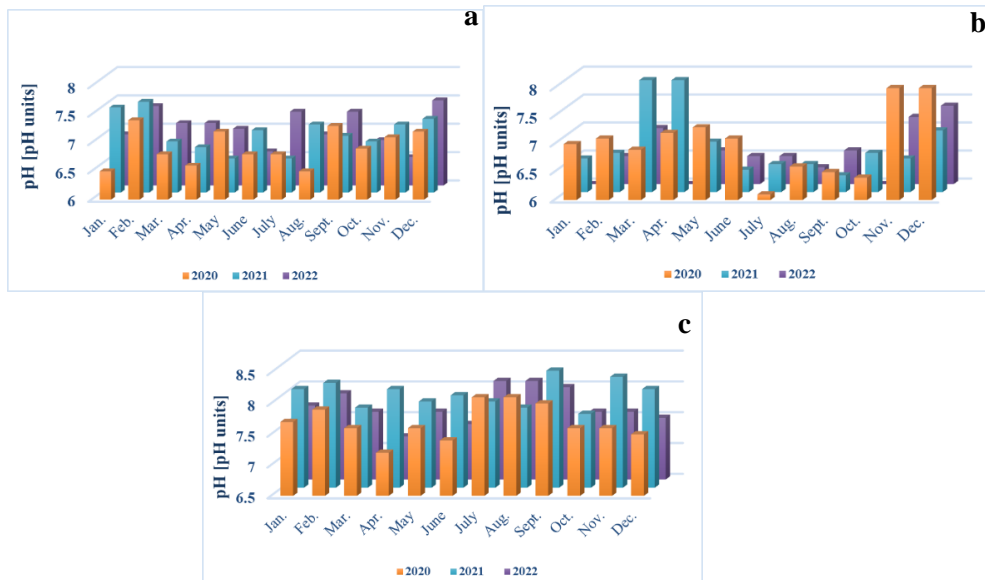 a
pH [pH units]
8
7.5
7
6.5
6
Jan. Feb. Mar. Apr. May June July Aug. Sept. Oct. Nov. Dec.
2020 2021 2022
b
pH [pH units]
8
7.5
7
6.5
6
Jan. Feb. Mar. Apr. May June July Aug. Sept. Oct. Nov. Dec.
2020 2021 2022
c
pH [pH units]
8.5
8
7.5
7
6.5
Jan. Feb. Mar. Apr. May June July Aug. Sept. Oct. Nov. Dec.
2020 2021 2022